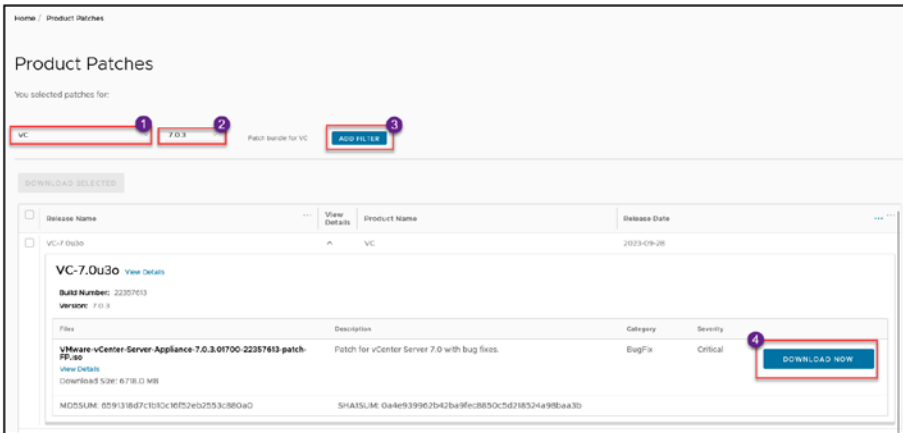 Home / Product Patches
Product Patches
You selected patches for:
1
2
3
VC
7.0.3
Patch bundle for VC
ADD FILTER
DOWNLOAD SELECTED
Release Name
View Details
Product Name
Release Date
VC-7.0u3o
VC
2023-09-28
VC-7.0u3o View Details
Build Number: 22357613
Version: 7.0.3
Files
Description
Category
Severity
VMware-vCenter-Server-Appliance-7.0.3.01700-22357613-patch-
FP.iso
Patch for vCenter Server 7.0 with bug fixes.
BugFix
Critical
4
DOWNLOAD NOW
View Details
Download Size: 6718.0 MB
MD5SUM: 6591318d7c1b10c16f52eb2553c880a0
SHA1SUM: 0a4e939962b42ba9fec8850c5d218524a98baa3b